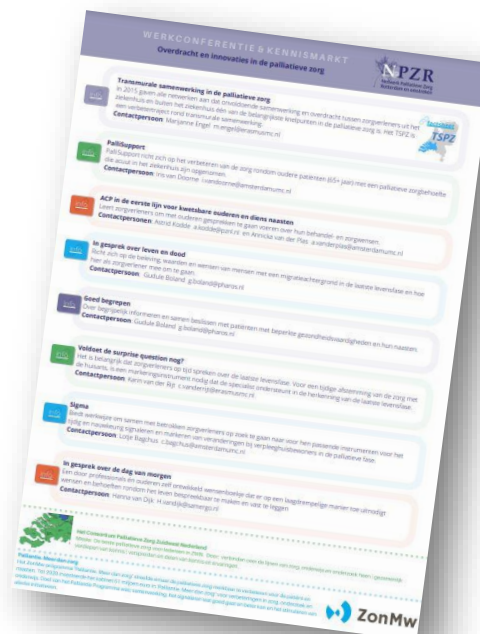 WERKCONFERENTIE & KENNISMARKT
Overdracht en innovaties in de palliatieve zorg
NPZR
Netwerk Palliatieve Zorg
Rotterdam en omstreken
Transmurale samenwerking in de palliatieve zorg
In 2015 gaven alle netwerken aan dat onvoldoende samenwerking en overdracht tussen zorgverleners uit het
ziekenhuis en buiten het ziekenhuis één van de belangrijkste knelpunten in de palliatieve zorg is. Het TSPZ is
een verbeterproject rond transmurale samenwerking.
Contactpersoon: Marjanne Engel m.engel@erasmusmc.nl
TSPZ
PalliSupport
PalliSupport richt zich op het verbeteren van de zorg rondom oudere patiënten (65+ jaar) met een palliatieve zorgbehoefte
die acuut in het ziekenhuis zijn opgenomen.
Contactpersoon: Iris van Doorne i.vandoorne@amsterdamumc.nl
ACP in de eerste lijn voor kwetsbare ouderen en diens naasten
Leert zorgverleners om met ouderen gesprekken te gaan voeren over hun behandel- en zorgwensen.
Contactpersonen: Astrid Kodde a.kodde@pznl.nl en Annicka van der Plas a.vanderplas@amsterdamumc.nl
In gesprek over leven en dood
Richt zich op de beleving, waarden en wensen van mensen met een migratieachtergrond in de laatste levensfase en hoe
hier als zorgverlener mee om te gaan.
Contactpersoon: Gudule Boland g.boland@pharos.nl
Goed begrepen
Over begrijpelijk informeren en samen beslissen met patiënten met beperkte gezondheidsvaardigheden en hun naasten.
Contactpersoon: Gudule Boland g.boland@pharos.nl
Voldoet de surprise question nog?
Het is belangrijk dat zorgverleners op tijd spreken over de laatste levensfase. Voor een tijdige afstemming van de zorg met
de huisarts, is een markeringsinstrument nodig dat de specialist ondersteunt in de herkenning van de laatste levensfase.
Contactpersoon: Karin van der Rijt c.vanderrijt@erasmusmc.nl
Sigma
Biedt werkwijze om samen met betrokken zorgverleners op zoek te gaan naar voor hen passende instrumenten voor het
tijdig en nauwkeurig signaleren en markeren van veranderingen bij verpleeghuisbewoners in de palliatieve fase.
Contactpersoon: Lotje Bagchus c.bagchus@amsterdamumc.nl
In gesprek over de dag van morgen
Een door professionals en ouderen zelf ontwikkeld wensenboekje dat er op een laagdrempelige manier toe uitnodigt
wensen en behoeften rondom het leven bespreekbaar te maken en vast te leggen.
Contactpersoon: Hanna van Dijk H.vandijk@samergo.nl
Het Consortium Palliatieve Zorg Zuidwest Nederland
Palliantie. Meer dan zorg
ZonMw